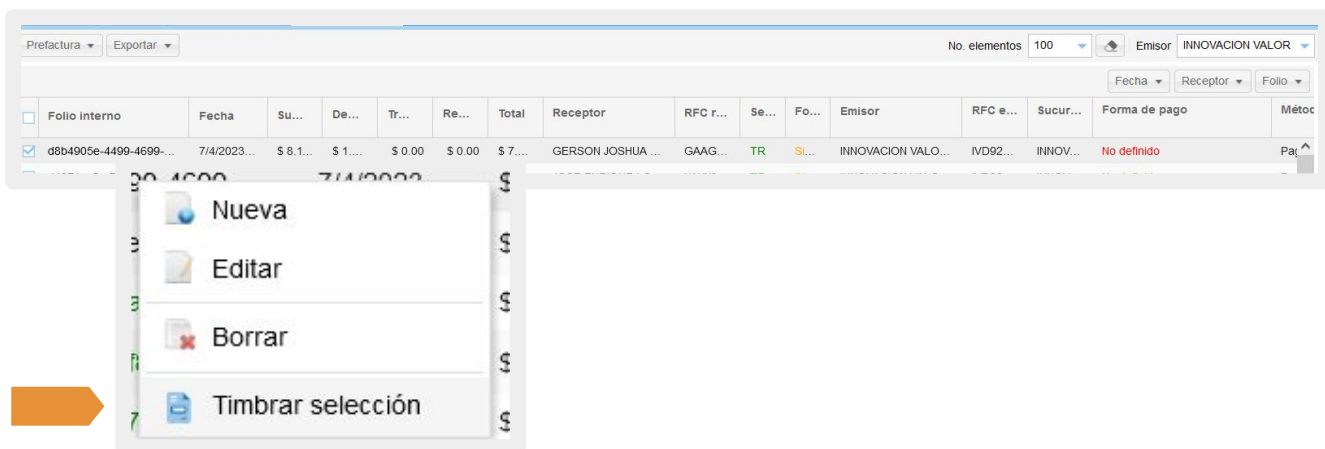 Prefactura Exportar No. elementos 100 Emisor INNOVACION VALOR
Fecha Receptor Folio
Folio interno Fecha Su... De... Tr... Re... Total Receptor RFC r... Se... Fo... Emisor RFC e... Sucur... Forma de pago Métoc
d8b4905e-4499-4699-... 7/4/2023... $ 8.1... $ 1,... $ 0.00 $ 0.00 $ 7.... GERSON JOSHUA ... GAAG... TR Si... INNOVACION VALO... IVD92... INNOV... No definido Pag
Nueva
Editar
Borrar
Timbrar selección